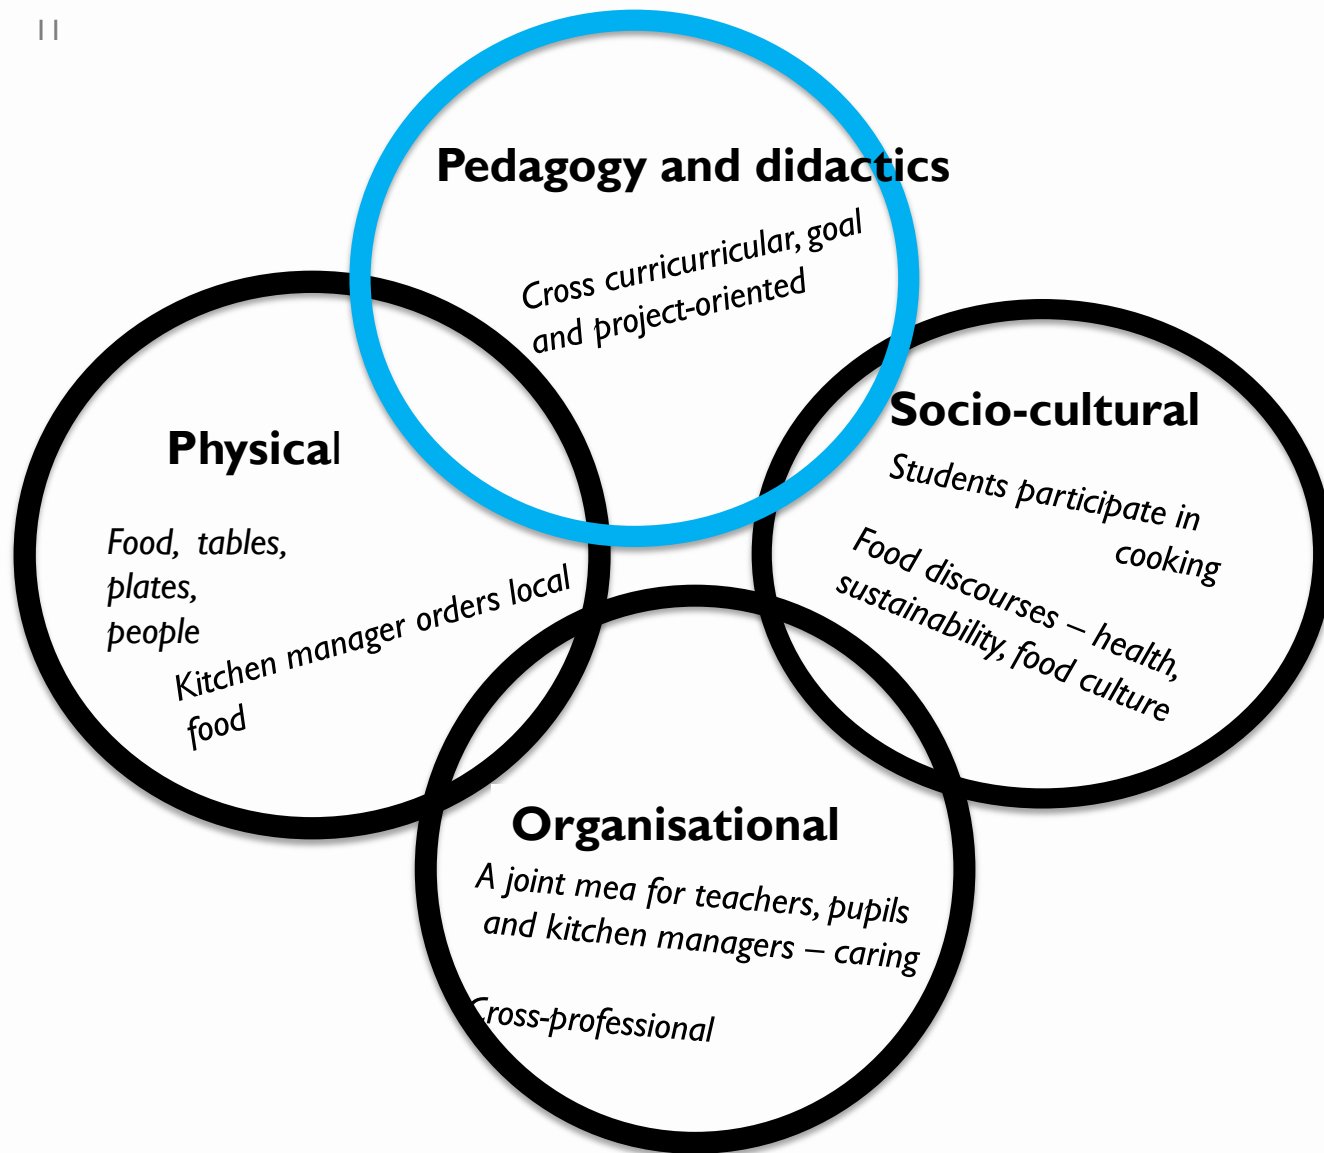 11
Pedagogy and didactics
Cross curricurricular, goal
and project-oriented
Physical
Food, tables,
plates,
people
Kitchen manager orders local
food
Socio-cultural
Students participate in
cooking
Food discourses – health,
sustainability, food culture
Organisational
A joint mea for teachers, pupils
and kitchen managers – caring
Cross-professional